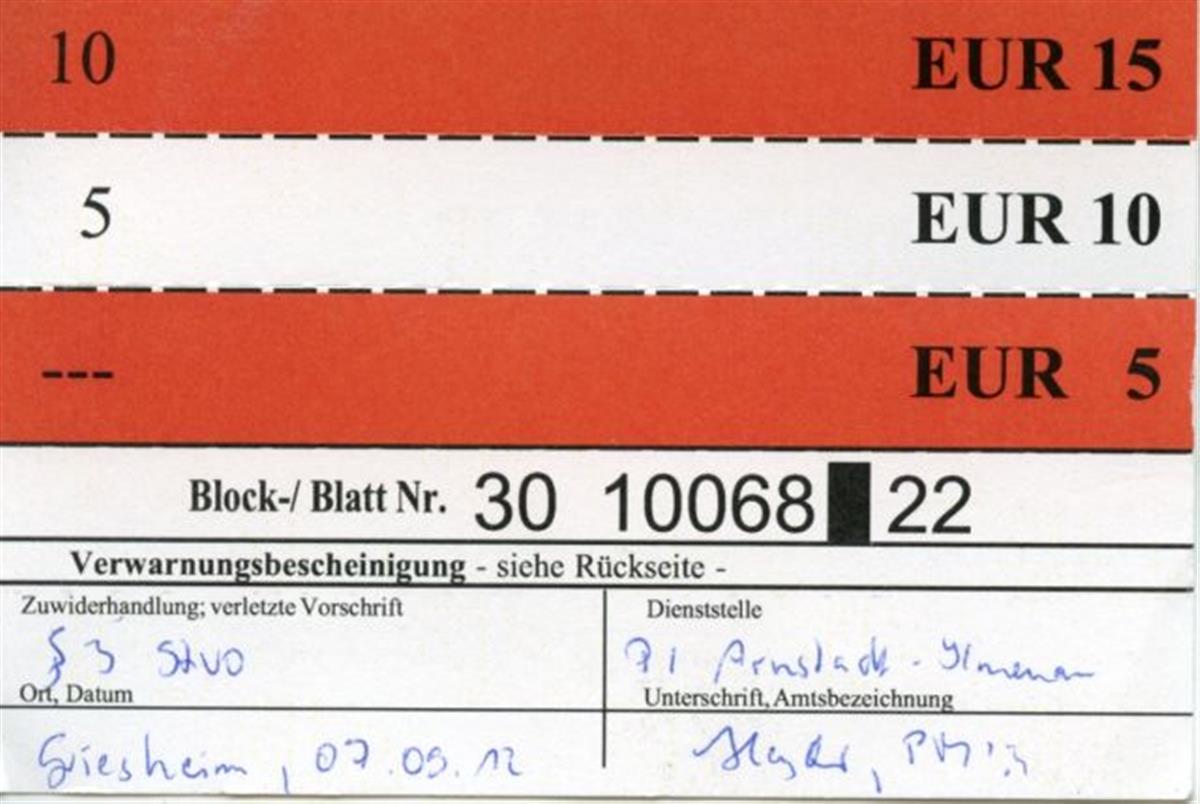 10 EUR 15
5 EUR 10
--- EUR 5
Block-/ Blatt Nr. 30 10068 22
Verwarnungsbescheinigung - siehe Rückseite -
Zuwiderhandlung; verletzte Vorschrift Dienststelle
§ 3 StVO PI Arnstadt - Ilmenau
Ort, Datum Unterschrift, Amtsbezeichnung
Griesheim, 07.09.12